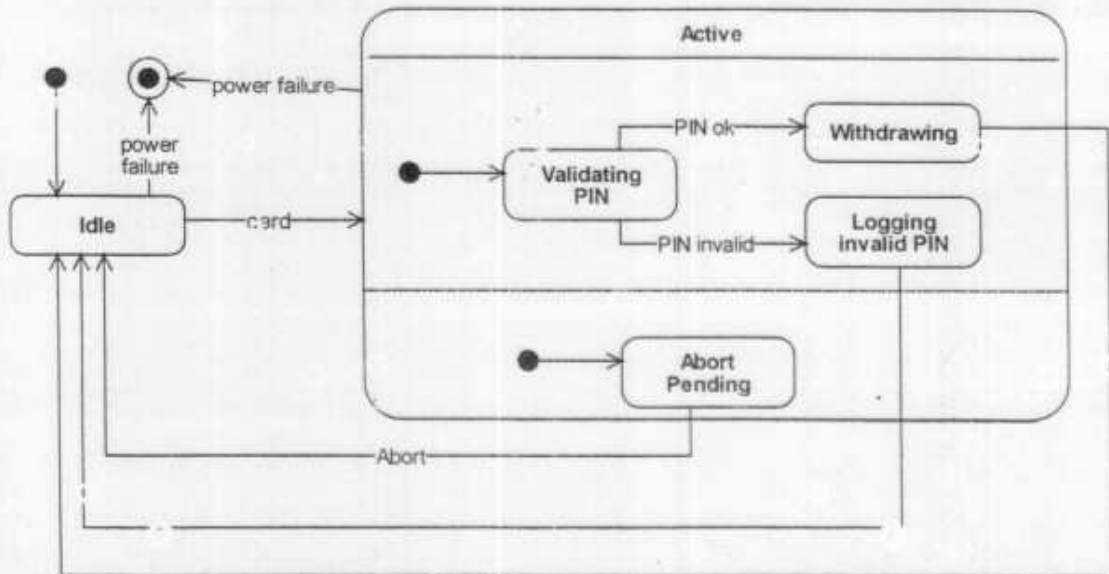 Active
power failure
power
failure
PIN ok
Withdrawing
Validating
PIN
Idle
card
Logging
invalid PIN
PIN invalid
Abort
Pending
Abort